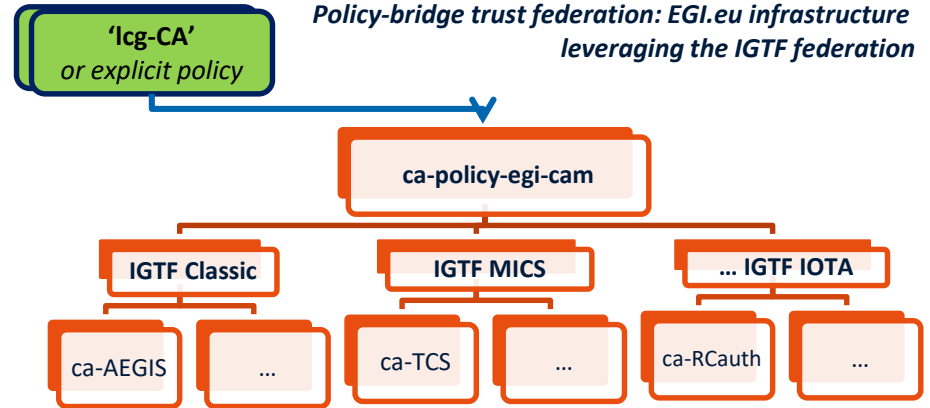 Policy-bridge trust federation: EGI.eu infrastructure
leveraging the IGTF federation
‘lcg-CA’
or explicit policy
ca-policy-egi-cam
IGTF Classic
IGTF MICS
... IGTF IOTA
ca-AEGIS
...
ca-TCS
...
ca-RCauth
...